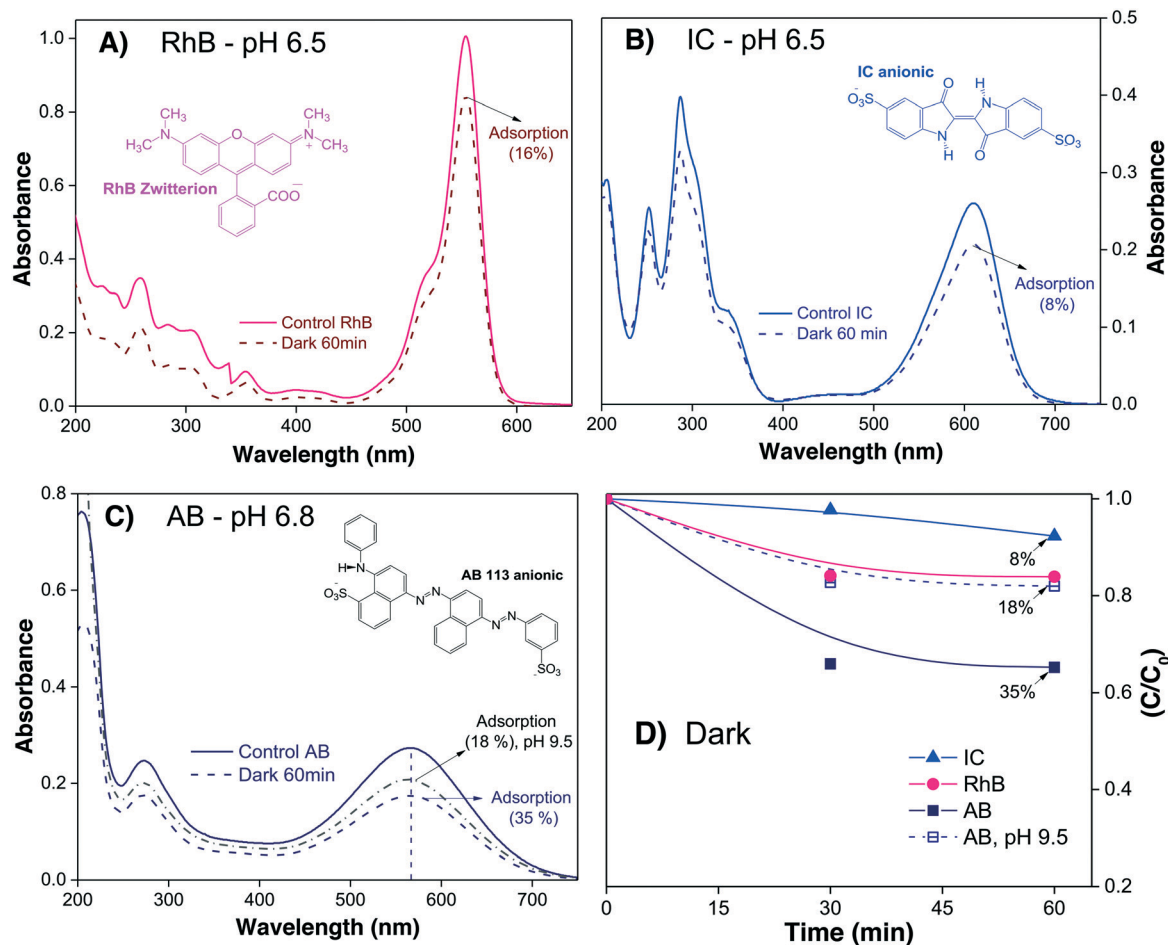 A) RhB - pH 6.5
1.0
0.8
0.6
0.4
0.2
0.0
Absorbance
CH₃
H₃C
N
O
N
+
CH₃
CH₃
RhB Zwitterion
COO⁻
Adsorption
(16%)
Control RhB
Dark 60min
200 300 400 500 600
Wavelength (nm)
B) IC - pH 6.5
0.5
0.4
0.3
0.2
0.1
0.0
Absorbance
IC anionic
⁻O₃S
O
H
N
N
H
O
SO₃⁻
Adsorption
(8%)
Control IC
Dark 60 min
200 300 400 500 600 700
Wavelength (nm)
C) AB - pH 6.8
0.8
0.6
0.4
0.2
0.0
Absorbance
H
N
⁻O₃S
N=N
N=N
SO₃⁻
AB 113 anionic
Adsorption
(18 %), pH 9.5
Control AB
Dark 60min
Adsorption
(35 %)
200 300 400 500 600 700
Wavelength (nm)
1.0
0.8
0.6
0.4
0.2
(C/C₀)
8%
18%
35%
D) Dark
IC
RhB
AB
AB, pH 9.5
0 15 30 45 60
Time (min)